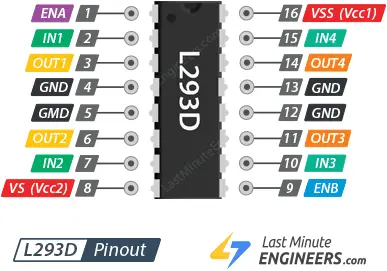 ENA 1
16 VSS (Vcc1)
IN1 2
15 IN4
OUT1 3
14 OUT4
GND 4
13 GND
GMD 5
12 GND
OUT2 6
11 OUT3
IN2 7
10 IN3
VS (Vcc2) 8
9 ENB
L293D
L293D Pinout
Last Minute
ENGINEERS.com